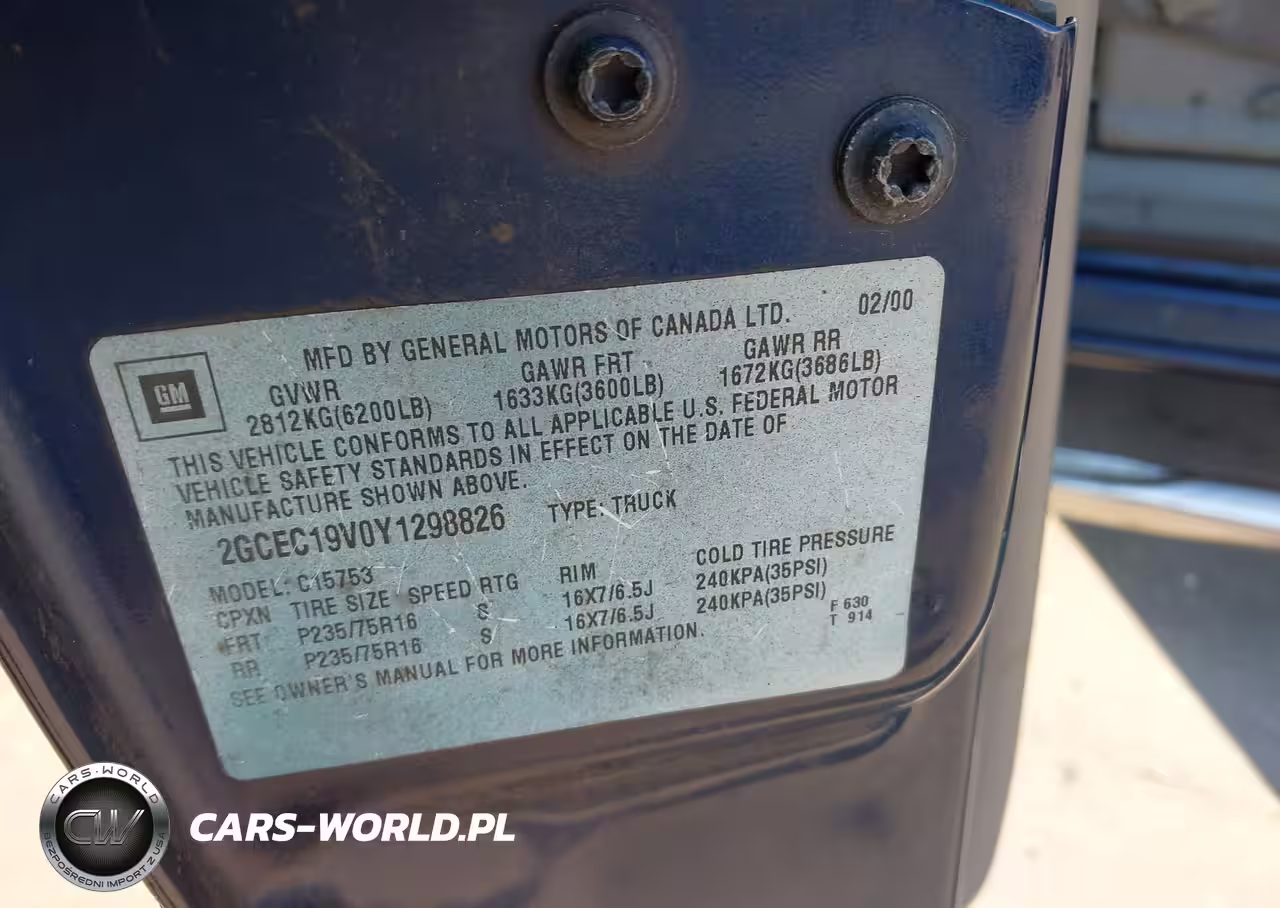 MFD BY GENERAL MOTORS OF CANADA LTD. 02/00
GM
GVWR GAWR FRT GAWR RR
2812KG(6200LB) 1633KG(3600LB) 1672KG(3686LB)
THIS VEHICLE CONFORMS TO ALL APPLICABLE U.S. FEDERAL MOTOR
VEHICLE SAFETY STANDARDS IN EFFECT ON THE DATE OF
MANUFACTURE SHOWN ABOVE.
2GCEC19V0Y1298826 TYPE: TRUCK
MODEL: C15753
CPXN TIRE SIZE SPEED RTG RIM COLD TIRE PRESSURE
FRT P235/75R16 S 16X7/6.5J 240KPA(35PSI)
RR P235/75R16 S 16X7/6.5J 240KPA(35PSI)
SEE OWNER'S MANUAL FOR MORE INFORMATION.
F 630
T 914
CARS-WORLD
CW
BEZPOŚREDNI IMPORT Z USA
CARS-WORLD.PL